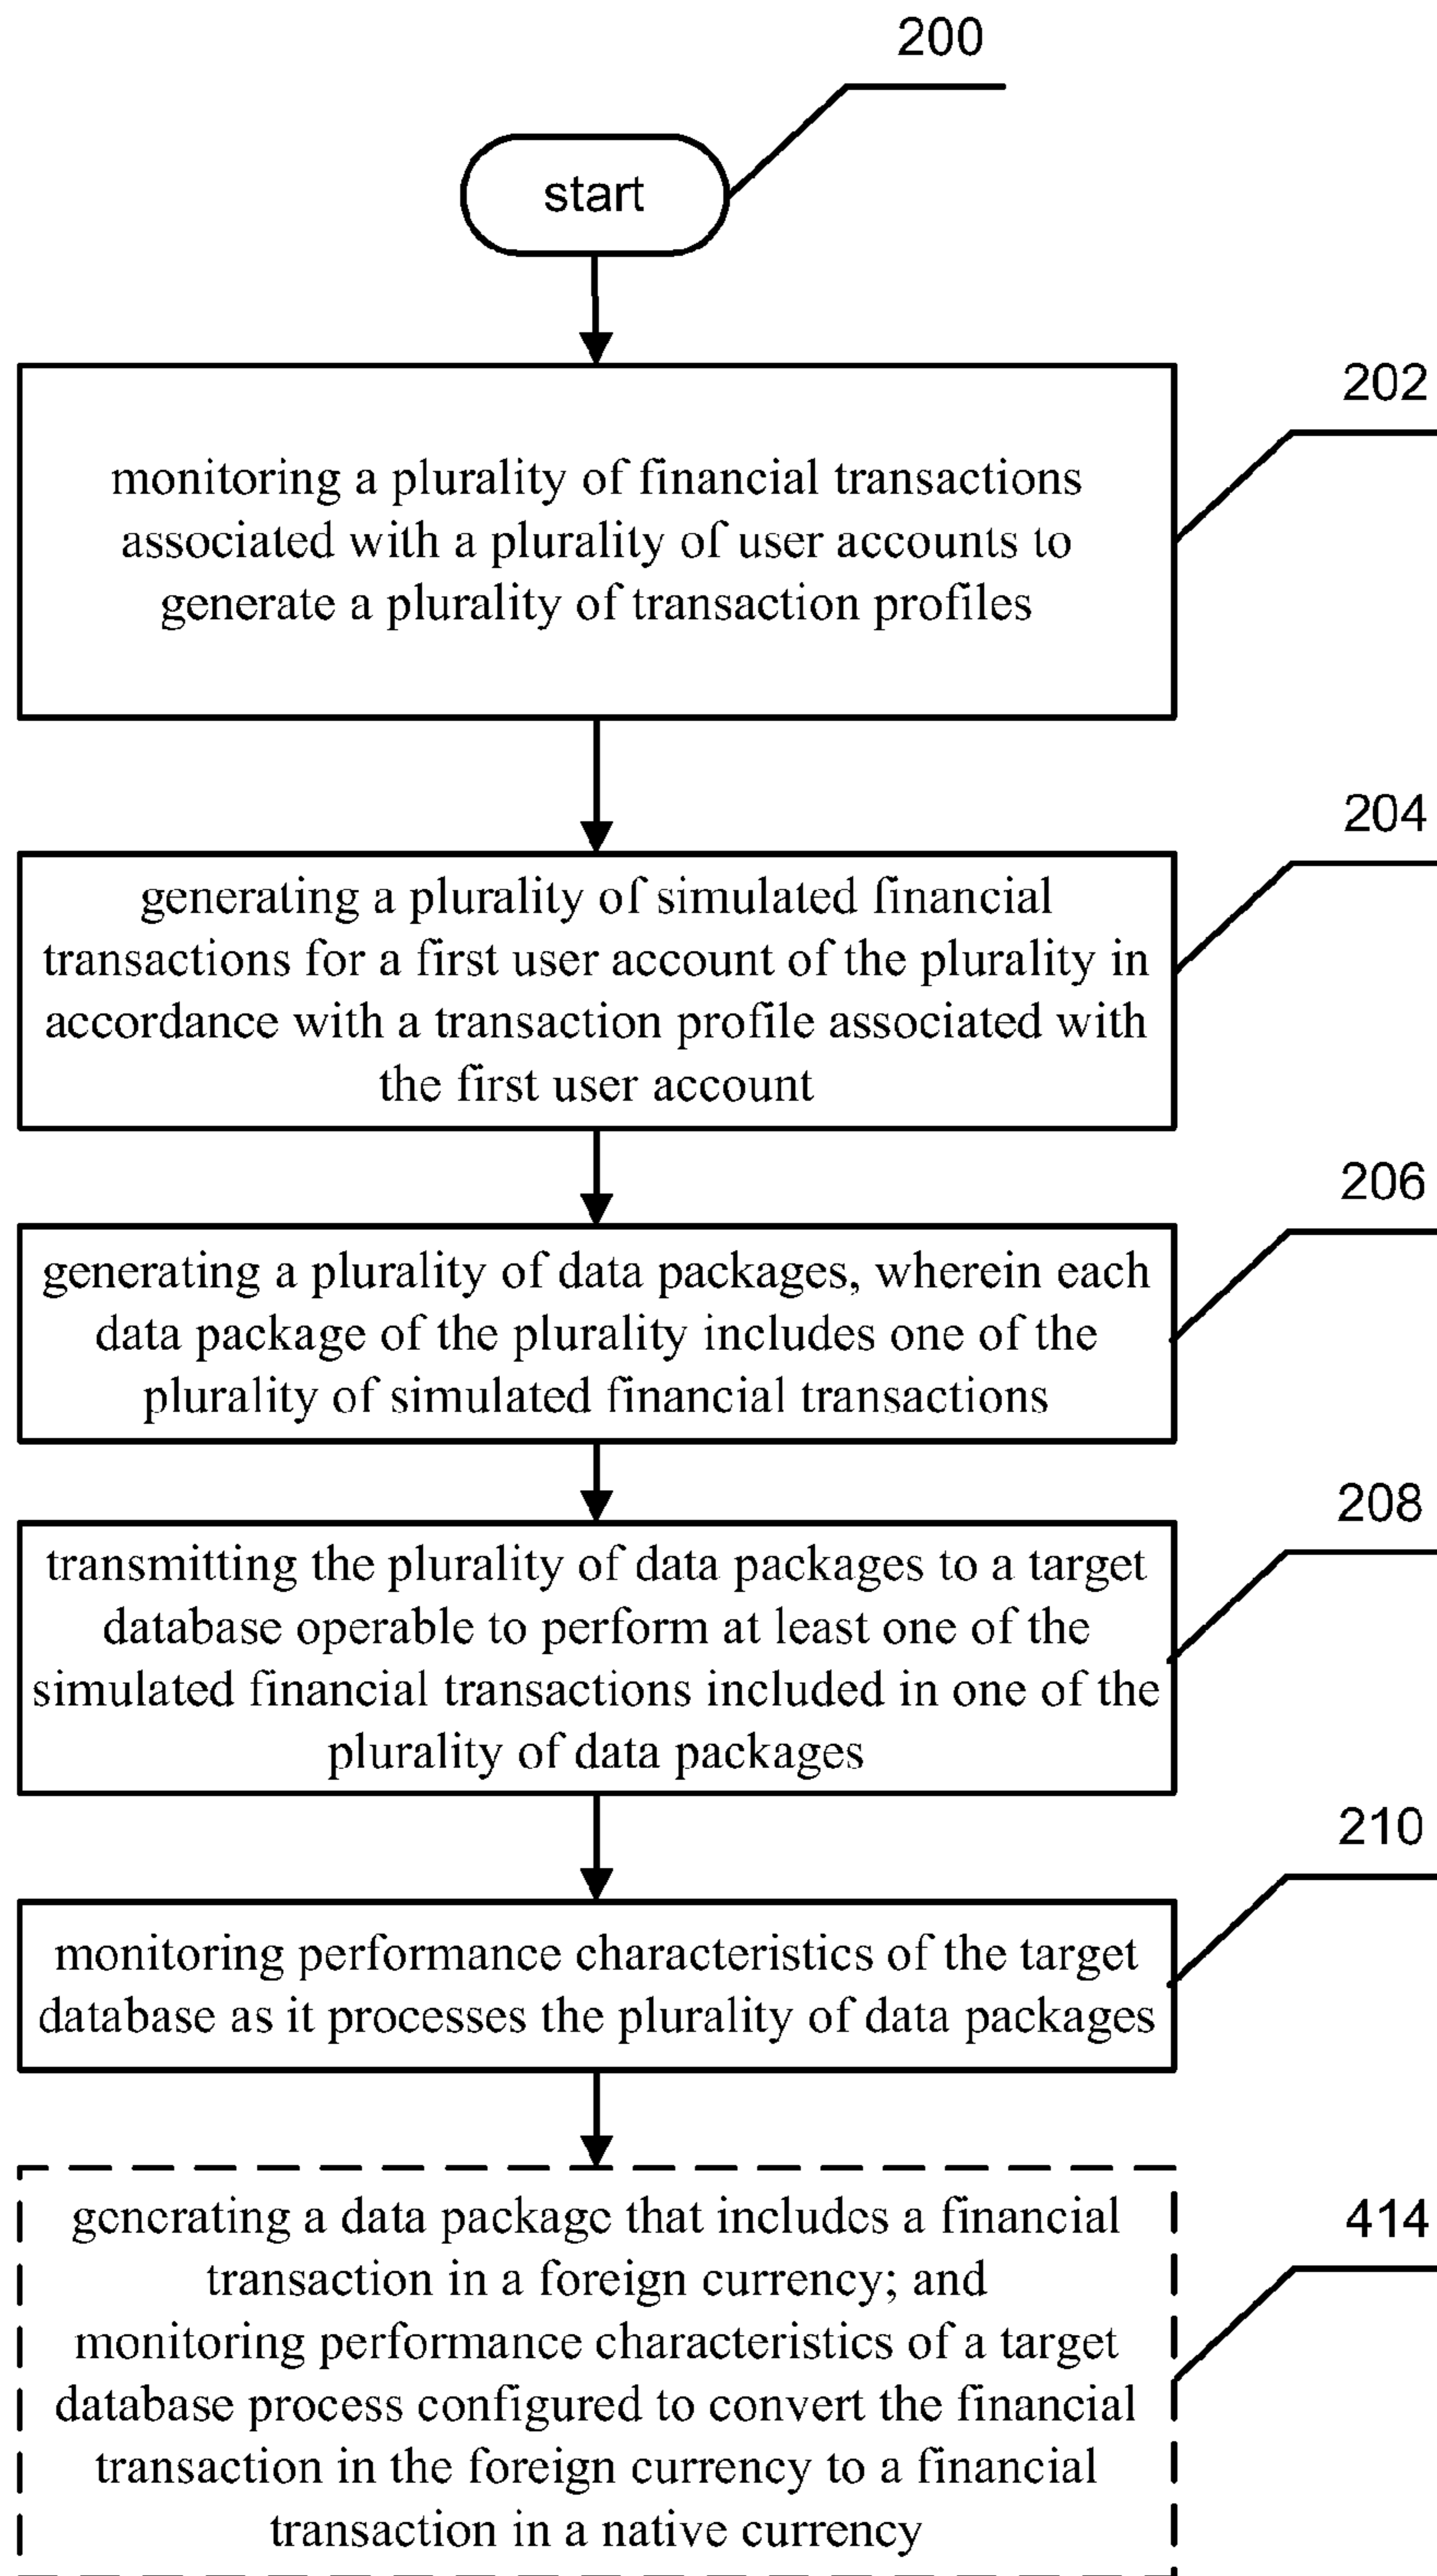 200
start
202
monitoring a plurality of financial transactions
associated with a plurality of user accounts to
generate a plurality of transaction profiles
204
generating a plurality of simulated financial
transactions for a first user account of the plurality in
accordance with a transaction profile associated with
the first user account
206
generating a plurality of data packages, wherein each
data package of the plurality includes one of the
plurality of simulated financial transactions
208
transmitting the plurality of data packages to a target
database operable to perform at least one of the
simulated financial transactions included in one of the
plurality of data packages
210
monitoring performance characteristics of the target
database as it processes the plurality of data packages
414
generating a data package that includes a financial
transaction in a foreign currency; and
monitoring performance characteristics of a target
database process configured to convert the financial
transaction in the foreign currency to a financial
transaction in a native currency